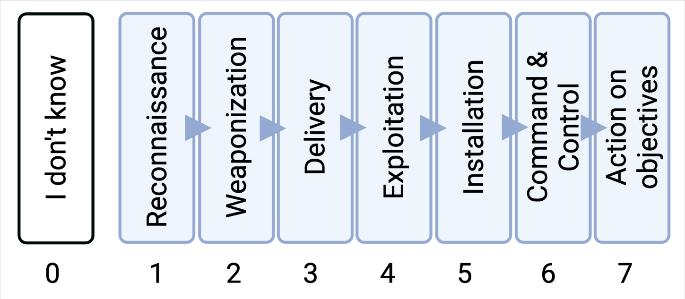 I don't know
Reconnaissance
Weaponization
Delivery
Exploitation
Installation
Command &
Control
Action on
objectives
0
1
2
3
4
5
6
7